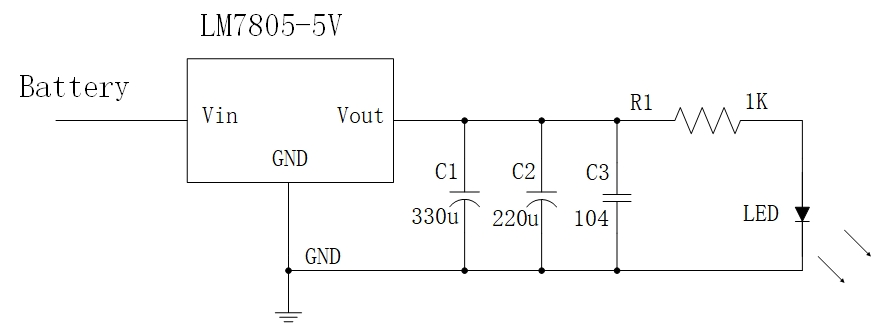 LM7805-5V
Battery
Vin
Vout
GND
R1
1K
C1
330u
C2
220u
C3
104
LED
GND